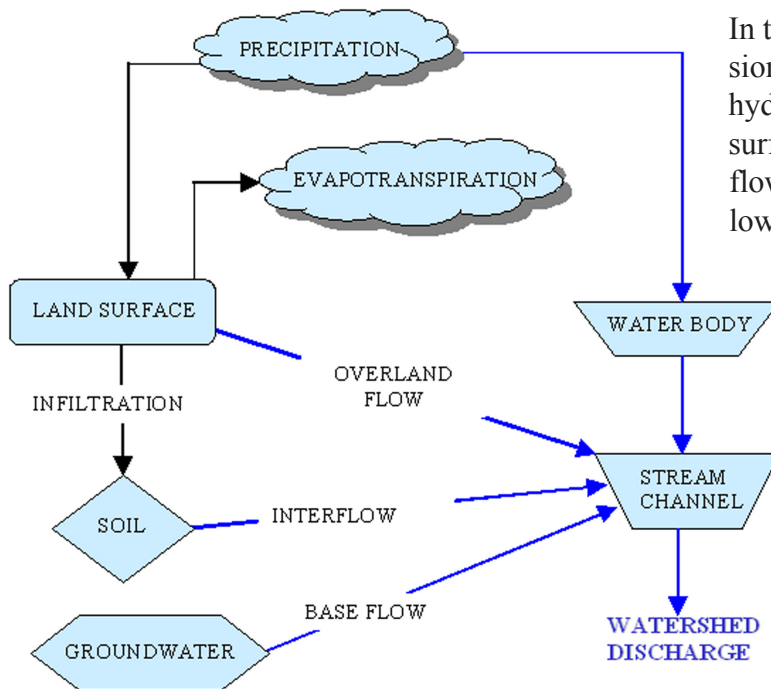 PRECIPITATION
EVAPOTRANSPIRATION
LAND SURFACE
WATER BODY
OVERLAND
FLOW
INFILTRATION
STREAM
CHANNEL
SOIL
INTERFLOW
BASE FLOW
GROUNDWATER
WATERSHED
DISCHARGE
In t
sion
hyd
sur
flow
low